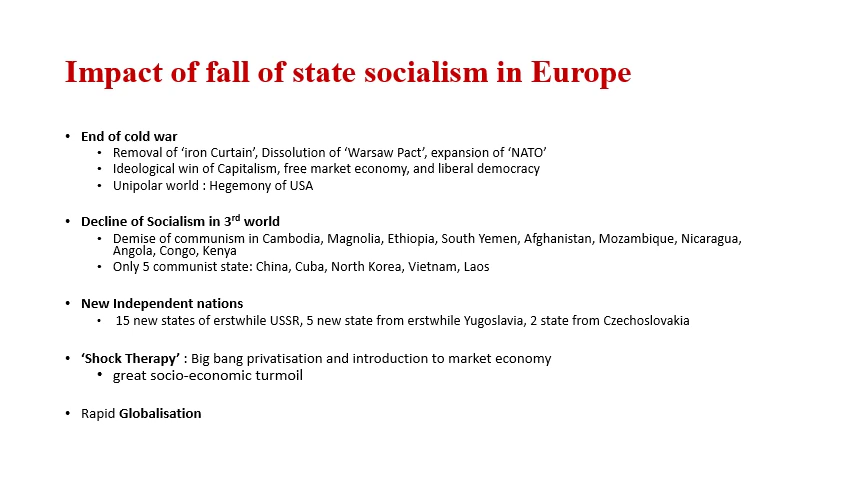 Impact of fall of state socialism in Europe
• End of cold war
• Removal of ‘iron Curtain’, Dissolution of ‘Warsaw Pact’, expansion of ‘NATO’
• Ideological win of Capitalism, free market economy, and liberal democracy
• Unipolar world : Hegemony of USA
• Decline of Socialism in 3rd world
• Demise of communism in Cambodia, Magnolia, Ethiopia, South Yemen, Afghanistan, Mozambique, Nicaragua,
Angola, Congo, Kenya
• Only 5 communist state: China, Cuba, North Korea, Vietnam, Laos
• New Independent nations
• 15 new states of erstwhile USSR, 5 new state from erstwhile Yugoslavia, 2 state from Czechoslovakia
• ‘Shock Therapy’ : Big bang privatisation and introduction to market economy
• great socio-economic turmoil
• Rapid Globalisation